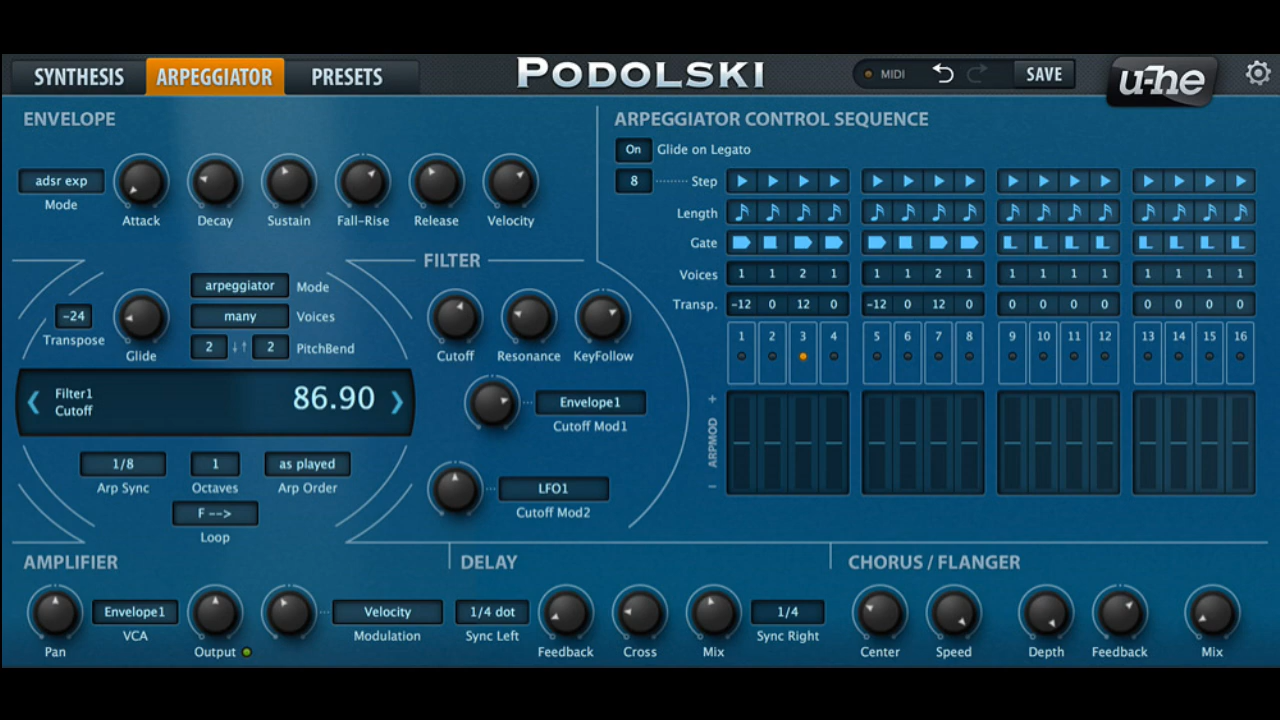 SYNTHESIS ARPEGGIATOR PRESETS PODOLSKI MIDI SAVE u-he
ENVELOPE
adsr exp
Mode Attack Decay Sustain Fall-Rise Release Velocity
ARPEGGIATOR CONTROL SEQUENCE
On Glide on Legato
8 Step
Length
Gate
Voices 1 1 2 1 1 1 2 1 1 1 1 1 1 1 1 1
Transp. -12 0 12 0 -12 0 12 0 0 0 0 0 0 0 0 0
1 2 3 4 5 6 7 8 9 10 11 12 13 14 15 16
+ ARPMOD −
-24
Transpose
Glide
arpeggiator Mode
many Voices
2 ↓↑ 2 PitchBend
FILTER
Cutoff Resonance KeyFollow
Filter1
Cutoff
86.90
Envelope1
Cutoff Mod1
LFO1
Cutoff Mod2
1/8 1 as played
Arp Sync Octaves Arp Order
F -->
Loop
AMPLIFIER
Envelope1 Velocity
Pan VCA Output Modulation
DELAY
1/4 dot 1/4
Sync Left Feedback Cross Mix Sync Right
CHORUS / FLANGER
Center Speed Depth Feedback Mix